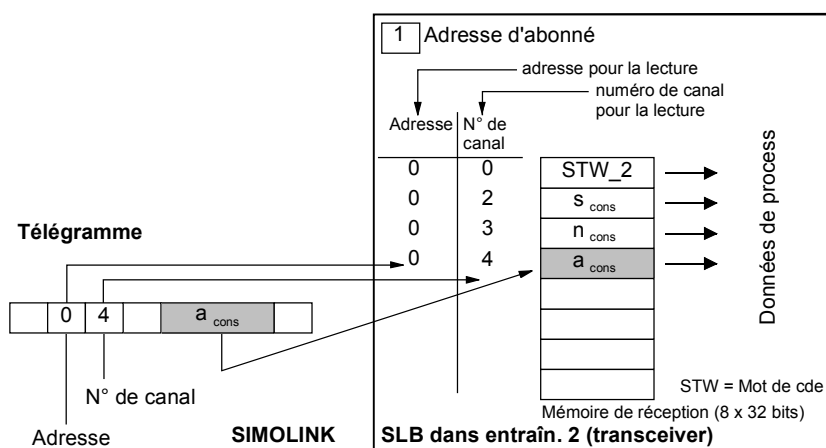 1 Adresse d'abonné
adresse pour la lecture
numéro de canal
pour la lecture
Adresse N° de
canal
0 0 STW_2
0 2 s cons
0 3 n cons
0 4 a cons
Données de process
Télégramme
0 4 a cons
N° de canal
Adresse
STW = Mot de cde
Mémoire de réception (8 x 32 bits)
SIMOLINK SLB dans entraîn. 2 (transceiver)